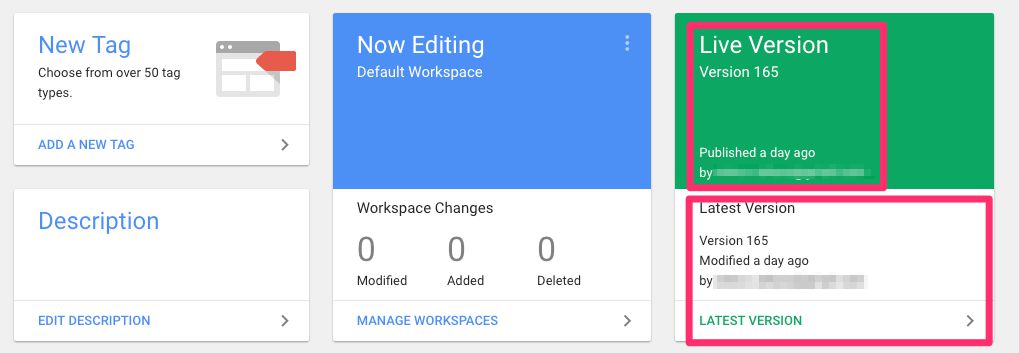 New Tag
Choose from over 50 tag
types.
ADD A NEW TAG
Description
EDIT DESCRIPTION
Now Editing
Default Workspace
Workspace Changes
0 0 0
Modified Added Deleted
MANAGE WORKSPACES
Live Version
Version 165
Published a day ago
by
Latest Version
Version 165
Modified a day ago
by
LATEST VERSION